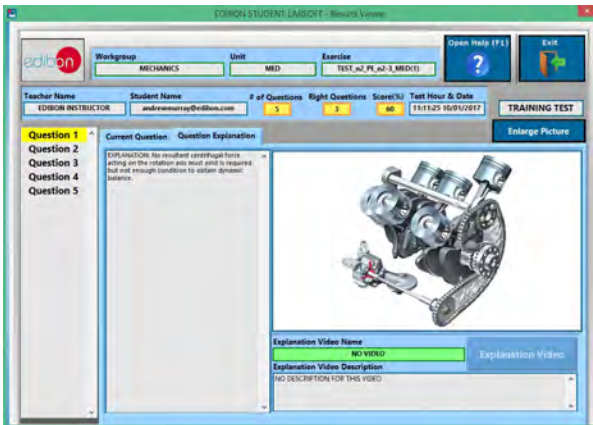 EDIBON STUDENT LABSOFT - Results Viewer
edibon
Workgroup
MECHANICS
Unit
MED
Exercise
TEST_n2_PE_n2-3_MED(1)
Open Help (F1)
?
Exit
Teacher Name
EDIBON INSTRUCTOR
Student Name
andrewmurray@edibon.com
# of Questions
5
Right Questions
3
Score(%)
60
Test Hour & Date
11:11:25 10/01/2017
TRAINING TEST
Question 1
Question 2
Question 3
Question 4
Question 5
Current Question
Question Explanation
Enlarge Picture
EXPLANATION: No resultant centrifugal force
acting on the rotation axis must exist is required
but not enough condition to obtain dynamic
balance.
Explanation Video Name
NO VIDEO
Explanation Video
Explanation Video Description
NO DESCRIPTION FOR THIS VIDEO